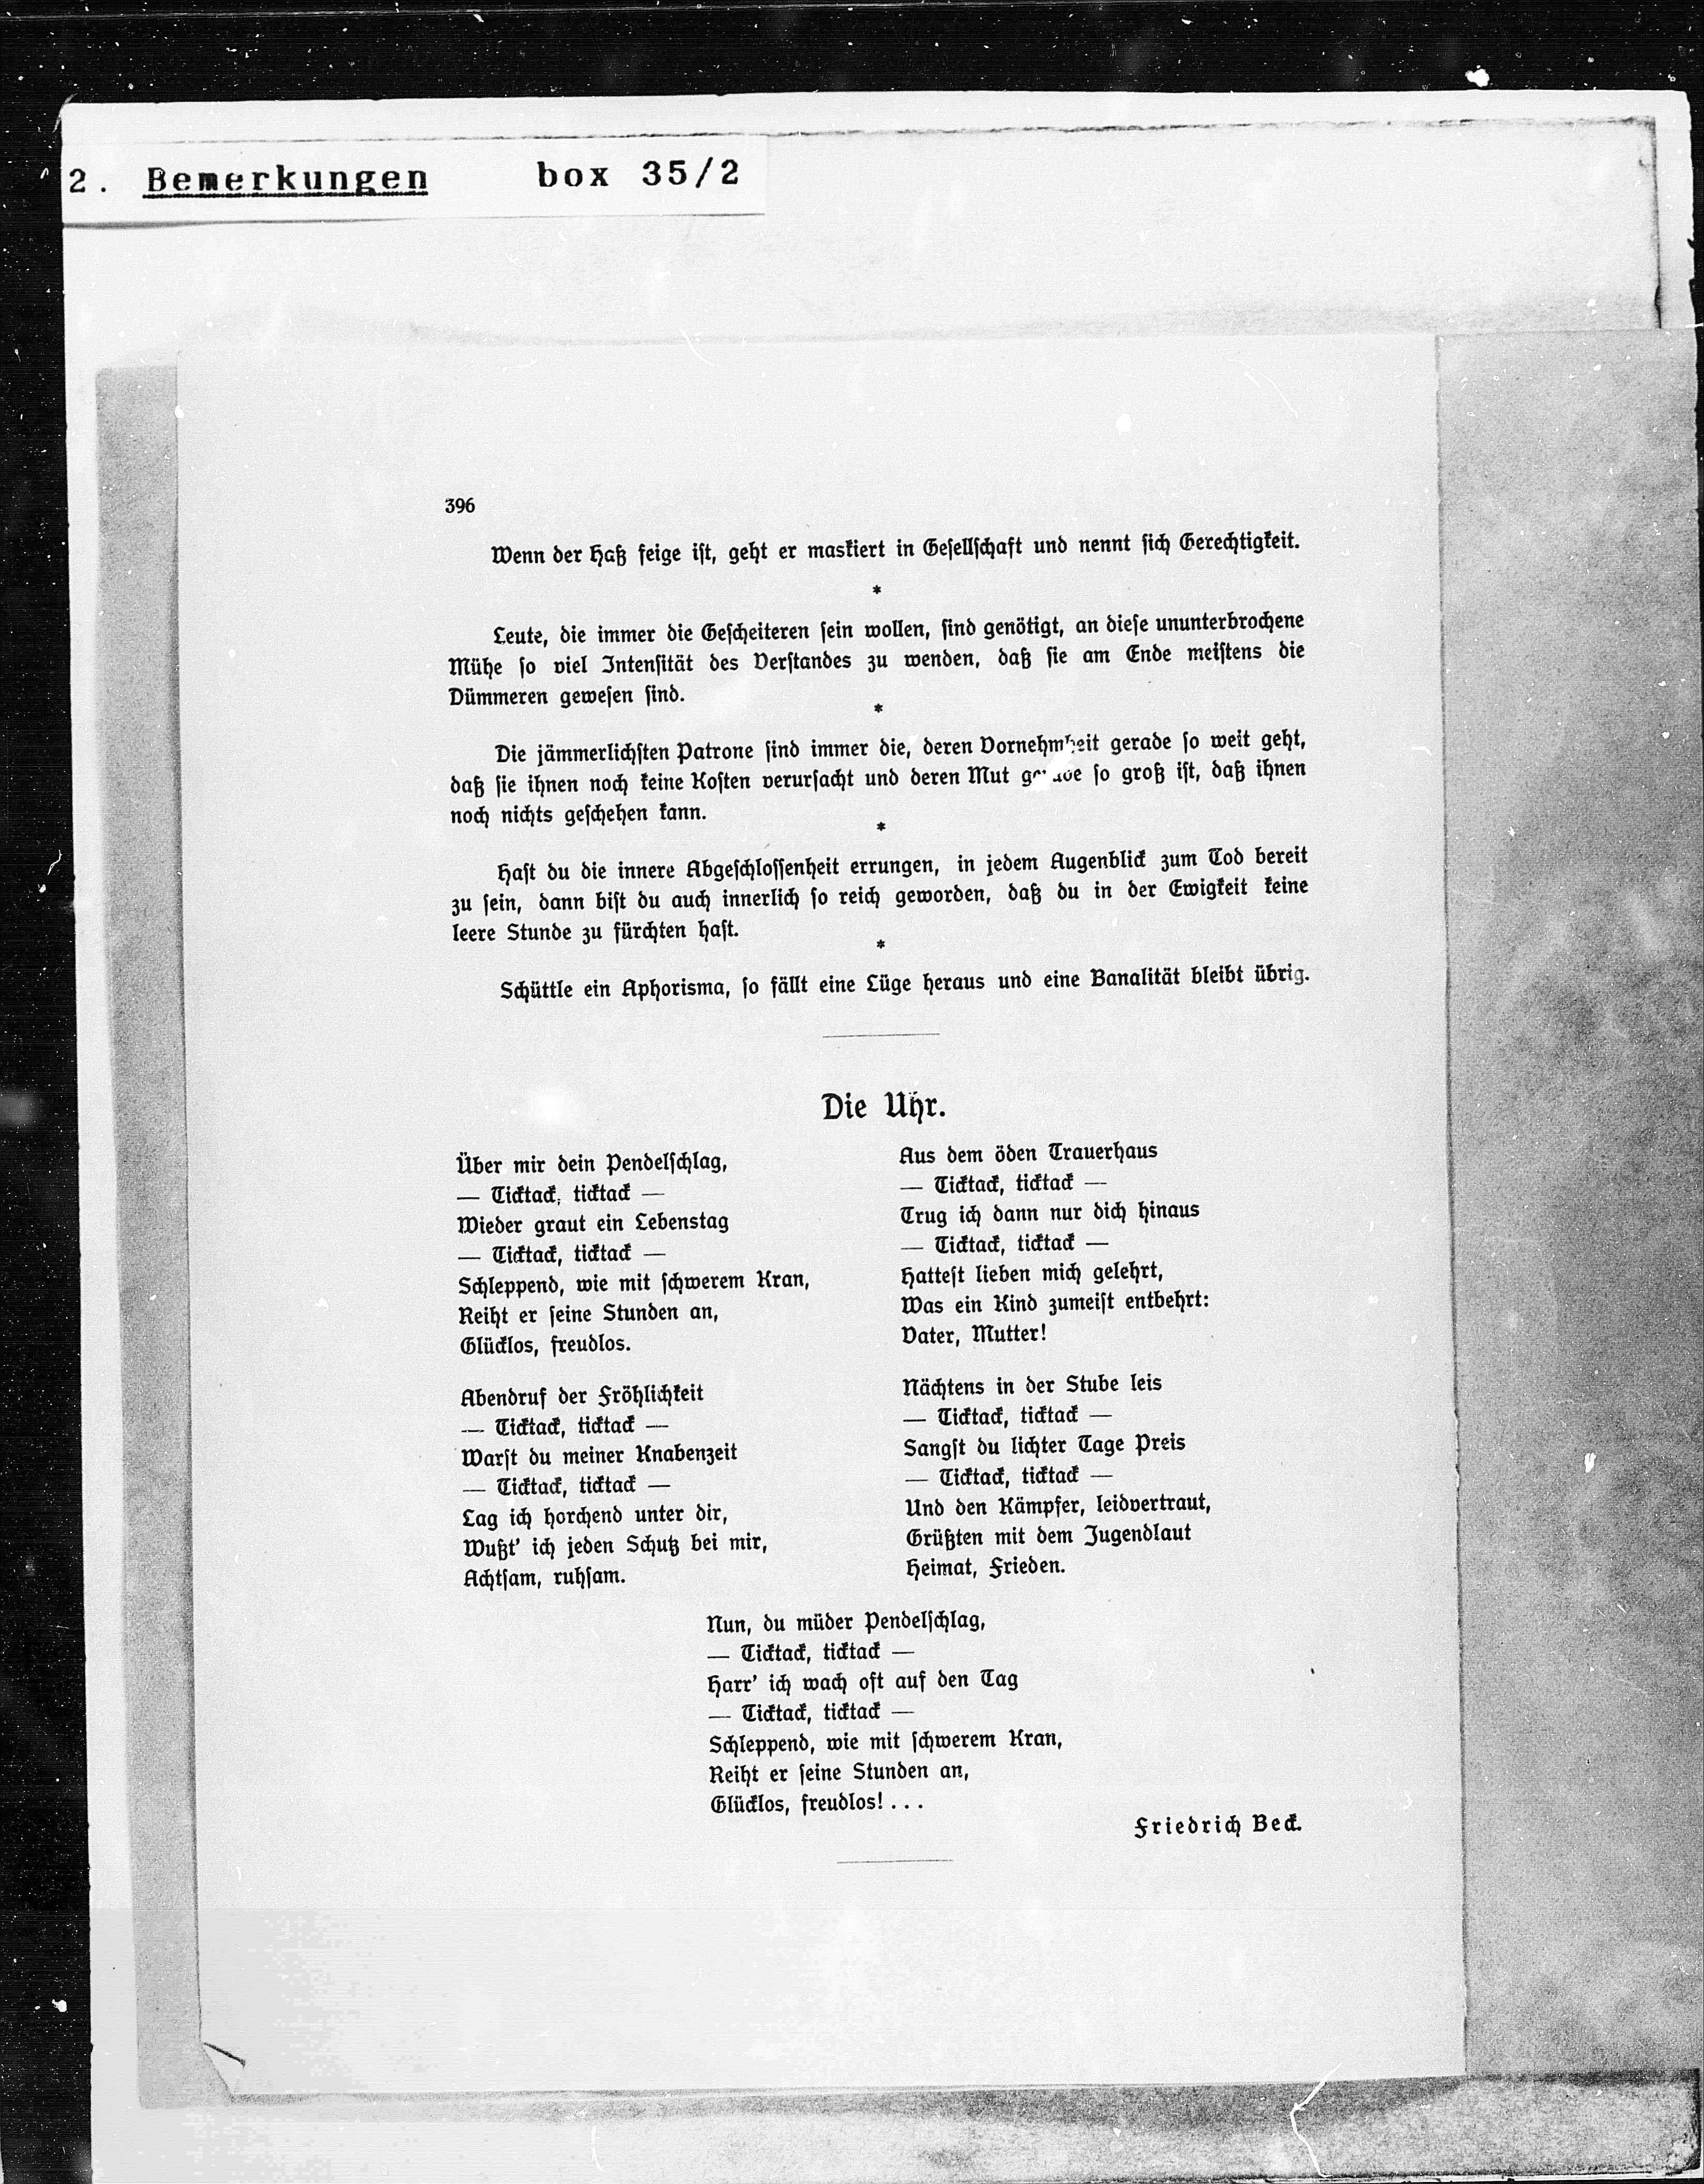 2. Bemerkungen box 35/2
396
Wenn der Haß feige ist, geht er maskiert in Gesellschaft und nennt sich Gerechtigkeit.
*
Leute, die immer die Gescheiteren sein wollen, sind genötigt, an diese ununterbrochene
Mühe so viel Intensität des Verstandes zu wenden, daß sie am Ende meistens die
Dümmeren gewesen sind.
*
Die jämmerlichsten Patrone sind immer die, deren Vornehmheit gerade so weit geht,
daß sie ihnen noch keine Kosten verursacht und deren Mut gerade so groß ist, daß ihnen
noch nichts geschehen kann.
*
Hast du die innere Abgeschlossenheit errungen, in jedem Augenblick zum Tod bereit
zu sein, dann bist du auch innerlich so reich geworden, daß du in der Ewigkeit keine
leere Stunde zu fürchten hast.
*
Schüttle ein Aphorisma, so fällt eine Lüge heraus und eine Banalität bleibt übrig.
Die Uhr.
Über mir dein Pendelschlag,
— Ticktack, ticktack —
Wieder graut ein Lebenstag
— Ticktack, ticktack —
Schleppend, wie mit schwerem Kran,
Reiht er seine Stunden an,
Glücklos, freudlos.
Abendruf der Fröhlichkeit
— Ticktack, ticktack —
Warst du meiner Knabenzeit
— Ticktack, ticktack —
Lag ich horchend unter dir,
Wußt' ich jeden Schutz bei mir,
Achtsam, ruhsam.
Aus dem öden Trauerhaus
— Ticktack, ticktack —
Trug ich dann nur dich hinaus
— Ticktack, ticktack —
Hattest lieben mich gelehrt,
Was ein Kind zumeist entbehrt:
Vater, Mutter!
Nächtens in der Stube leis
— Ticktack, ticktack —
Sangst du lichter Tage Preis
— Ticktack, ticktack —
Und den Kämpfer, leidvertraut,
Grüßten mit dem Jugendlaut
Heimat, Frieden.
Nun, du müder Pendelschlag,
— Ticktack, ticktack —
Harr' ich wach oft auf den Tag
— Ticktack, ticktack —
Schleppend, wie mit schwerem Kran,
Reiht er seine Stunden an,
Glücklos, freudlos! . . .
Friedrich Beck.